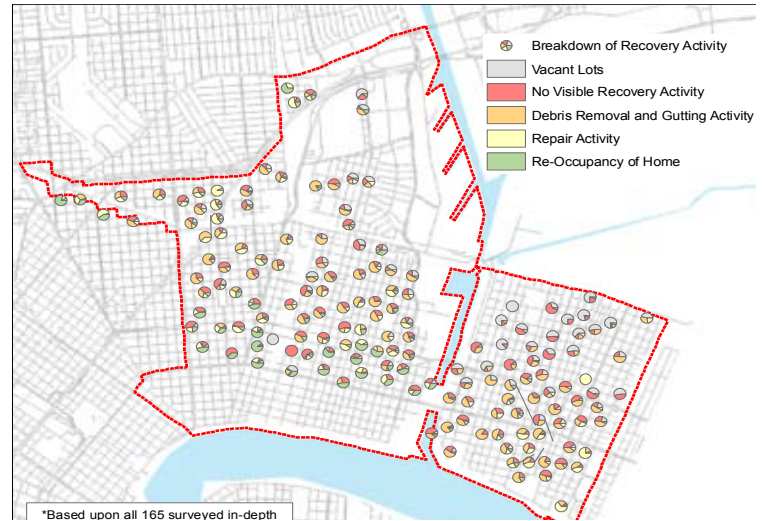 Breakdown of Recovery Activity
Vacant Lots
No Visible Recovery Activity
Debris Removal and Gutting Activity
Repair Activity
Re-Occupancy of Home
*Based upon all 165 surveyed in-depth